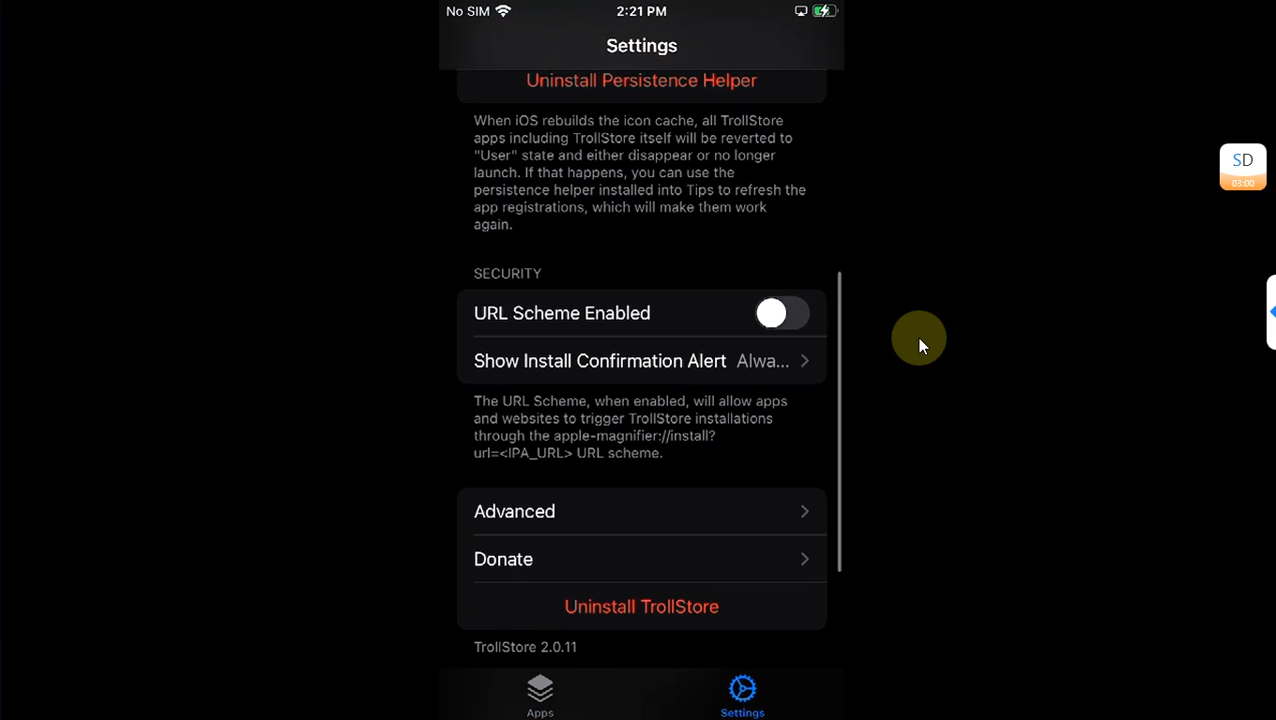 No SIM
2:21 PM
Settings
Uninstall Persistence Helper
When iOS rebuilds the icon cache, all TrollStore
apps including TrollStore itself will be reverted to
"User" state and either disappear or no longer
launch. If that happens, you can use the
persistence helper installed into Tips to refresh the
app registrations, which will make them work
again.
SD
03:00
SECURITY
URL Scheme Enabled
Show Install Confirmation Alert Alwa...
The URL Scheme, when enabled, will allow apps
and websites to trigger TrollStore installations
through the apple-magnifier://install?
url=<IPA_URL> URL scheme.
Advanced
Donate
Uninstall TrollStore
TrollStore 2.0.11
Apps
Settings